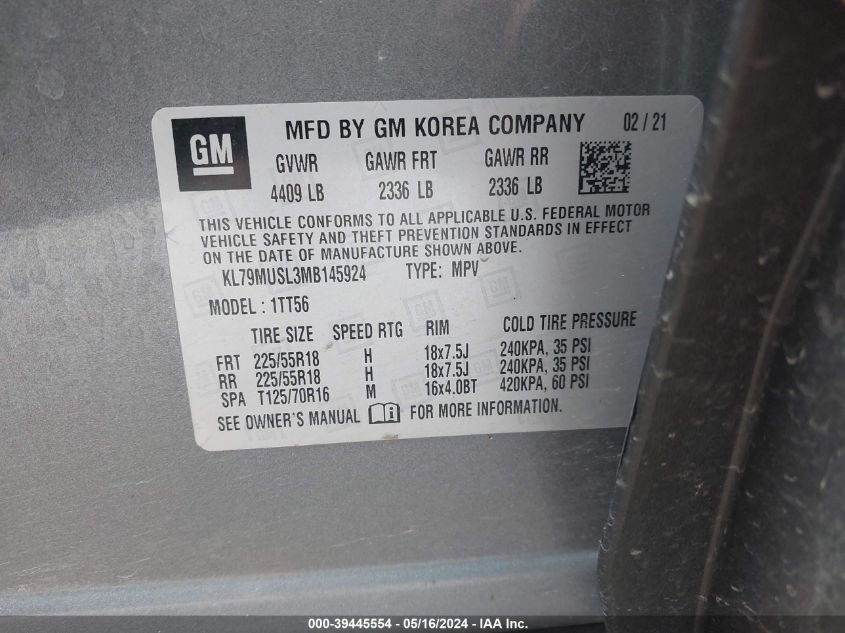 GM
MFD BY GM KOREA COMPANY 02 / 21
GVWR GAWR FRT GAWR RR
4409 LB 2336 LB 2336 LB
THIS VEHICLE CONFORMS TO ALL APPLICABLE U.S. FEDERAL MOTOR
VEHICLE SAFETY AND THEFT PREVENTION STANDARDS IN EFFECT
ON THE DATE OF MANUFACTURE SHOWN ABOVE.
KL79MUSL3MB145924 TYPE: MPV
MODEL : 1TT56
TIRE SIZE SPEED RTG RIM COLD TIRE PRESSURE
FRT 225/55R18 H 18x7.5J 240KPA, 35 PSI
RR 225/55R18 H 18x7.5J 240KPA, 35 PSI
SPA T125/70R16 M 16x4.0BT 420KPA, 60 PSI
SEE OWNER'S MANUAL FOR MORE INFORMATION.
000-39445554 / 05/16/2024 - IAA Inc.